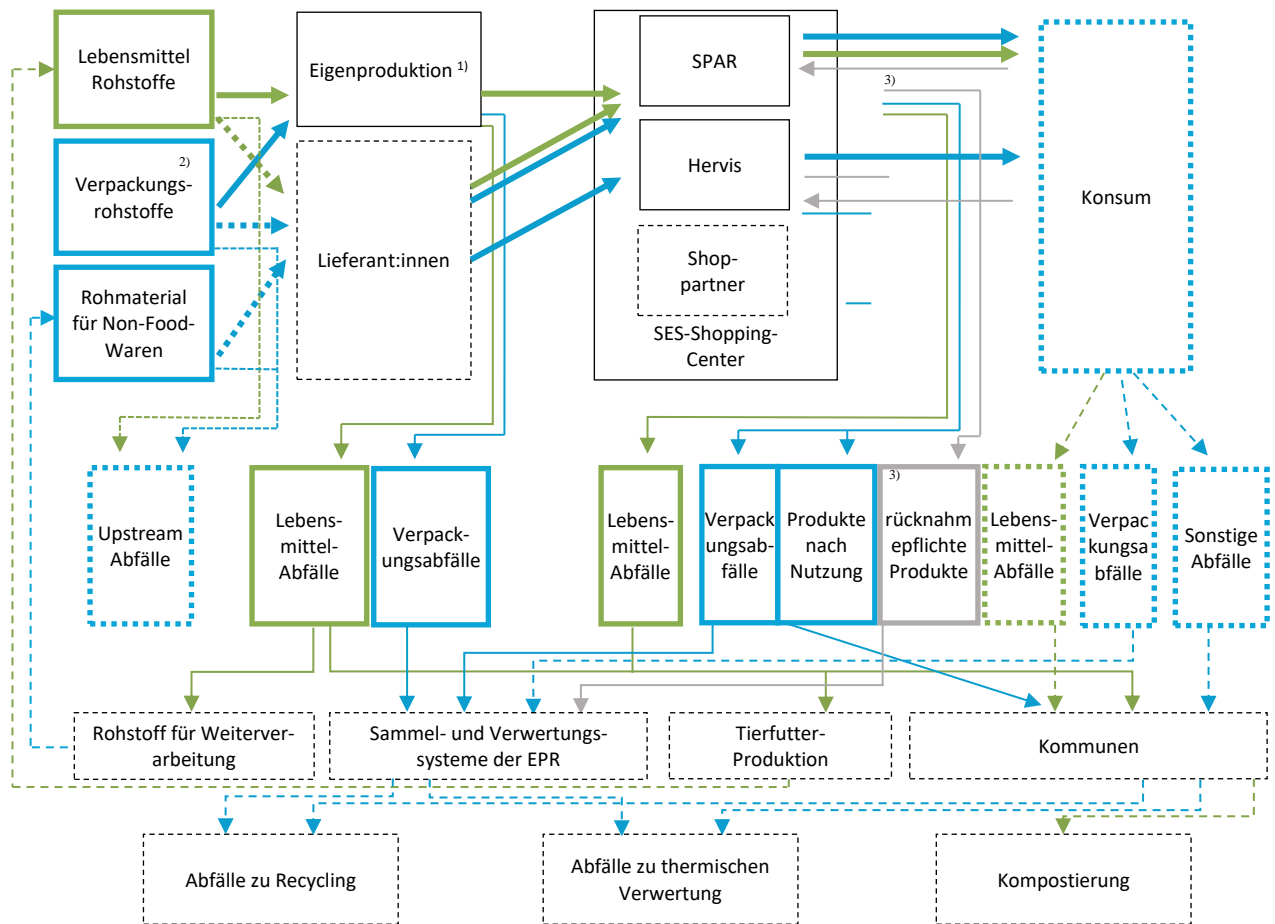 Lebensmittel
Rohstoffe
Eigenproduktion 1)
SPAR
3)
2)
Verpackungs-
rohstoffe
Hervis
Konsum
Lieferant:innen
Shop-
partner
Rohmaterial
für Non-Food-
Waren
SES-Shopping-
Center
Upstream
Abfälle
Lebens-
mittel-
Abfälle
Verpack-
ungsabfälle
Lebens-
mittel-
Abfälle
Verpack
ungsab-
fälle
Produkte
nach
Nutzung
3)
rücknahm
epflichte
Produkte
Lebens-
mittel-
Abfälle
Verpac
kungsa
bfälle
Sonstige
Abfälle
Rohstoff für Weiterver-
arbeitung
Sammel- und Verwertungs-
systeme der EPR
Tierfutter-
Produktion
Kommunen
Abfälle zu Recycling
Abfälle zu thermischen
Verwertung
Kompostierung